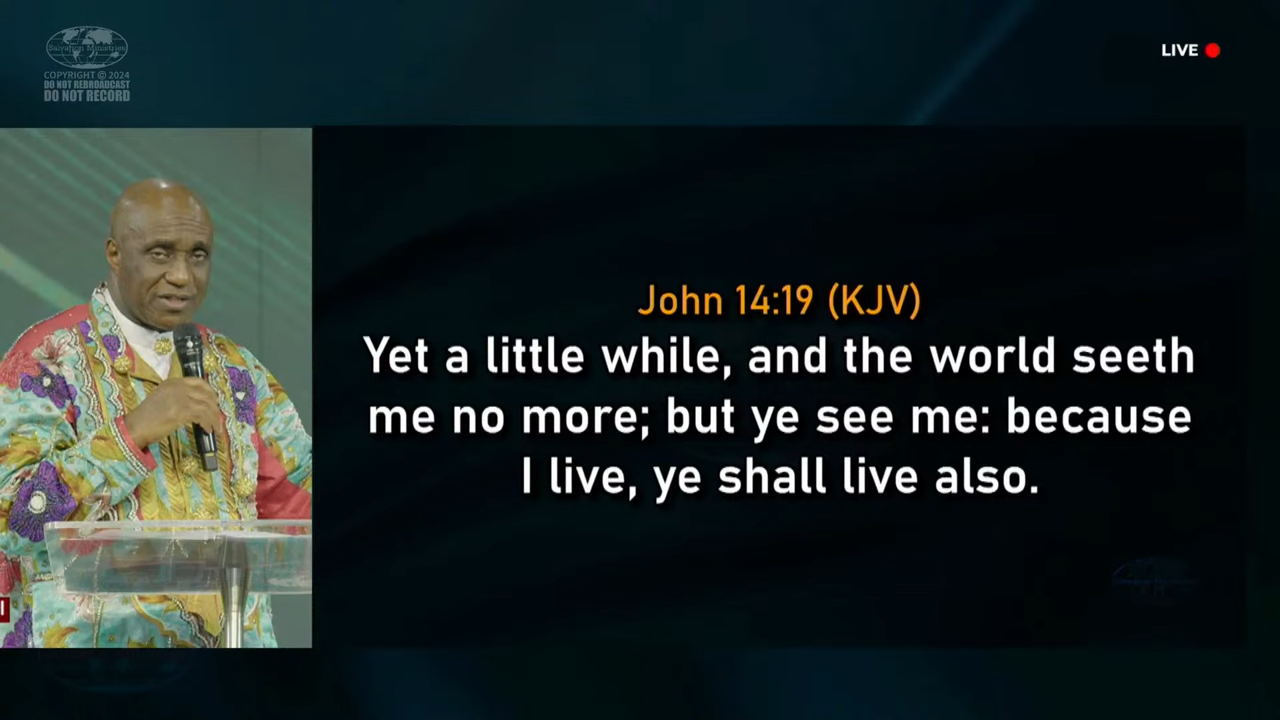 Salvation Ministries
COPYRIGHT © 2024
DO NOT REBROADCAST
DO NOT RECORD
LIVE
John 14:19 (KJV)
Yet a little while, and the world seeth
me no more; but ye see me: because
I live, ye shall live also.